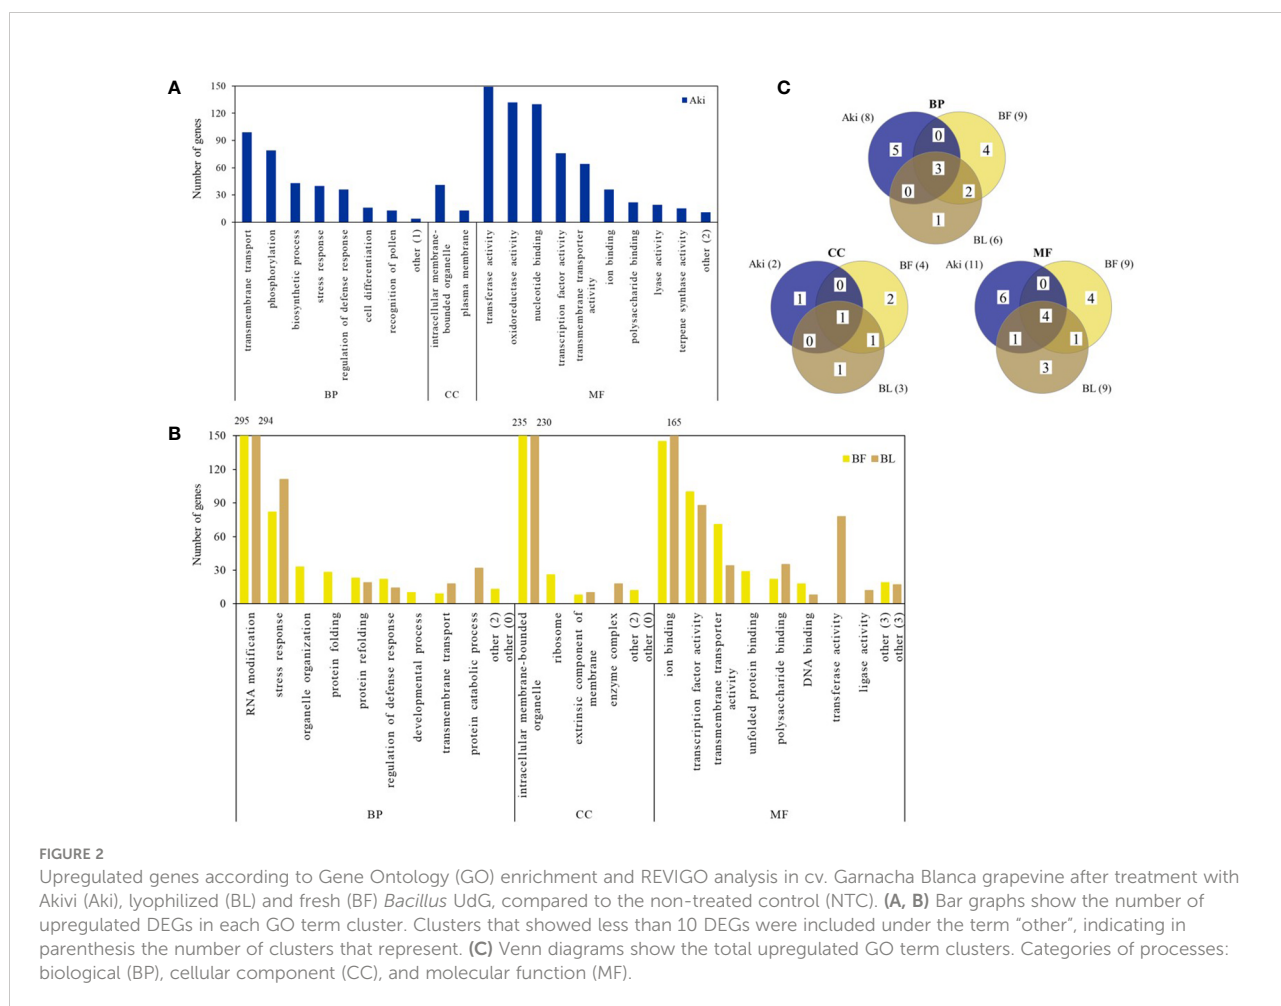 A
150
120
90
60
30
0
Number of genes
Aki
transmembrane transport
phosphorylation
biosynthetic process
stress response
regulation of defense response
cell differentiation
recognition of pollen
other (1)
intracellular membrane-
bounded organelle
plasma membrane
transferase activity
oxidoreductase activity
nucleotide binding
transcription factor activity
transmembrane transporter
activity
ion binding
polysaccharide binding
lyase activity
terpene synthase activity
other (2)
BP
CC
MF
C
BP
Aki (8)
BF (9)
0
5
4
3
0
2
1
BL (6)
CC
Aki (2)
BF (4)
0
1
2
1
0
1
1
BL (3)
MF
Aki (11)
BF (9)
0
6
4
4
1
1
3
BL (9)
B
295 294
235 230
165
150
120
90
60
30
0
Number of genes
BF BL
RNA modification
stress response
organelle organization
protein folding
protein refolding
regulation of defense response
developmental process
transmembrane transport
protein catabolic process
other (2)
other (0)
intracellular membrane-bounded
organelle
ribosome
extrinsic component of
membrane
enzyme complex
other (2)
other (0)
ion binding
transcription factor activity
transmembrane transporter
activity
unfolded protein binding
polysaccharide binding
DNA binding
transferase activity
ligase activity
other (3)
other (3)
BP
CC
MF
FIGURE 2
Upregulated genes according to Gene Ontology (GO) enrichment and REVIGO analysis in cv. Garnacha Blanca grapevine after treatment with
Akivi (Aki), lyophilized (BL) and fresh (BF) Bacillus UdG, compared to the non-treated control (NTC). (A, B) Bar graphs show the number of
upregulated DEGs in each GO term cluster. Clusters that showed less than 10 DEGs were included under the term “other”, indicating in
parenthesis the number of clusters that represent. (C) Venn diagrams show the total upregulated GO term clusters. Categories of processes:
biological (BP), cellular component (CC), and molecular function (MF).